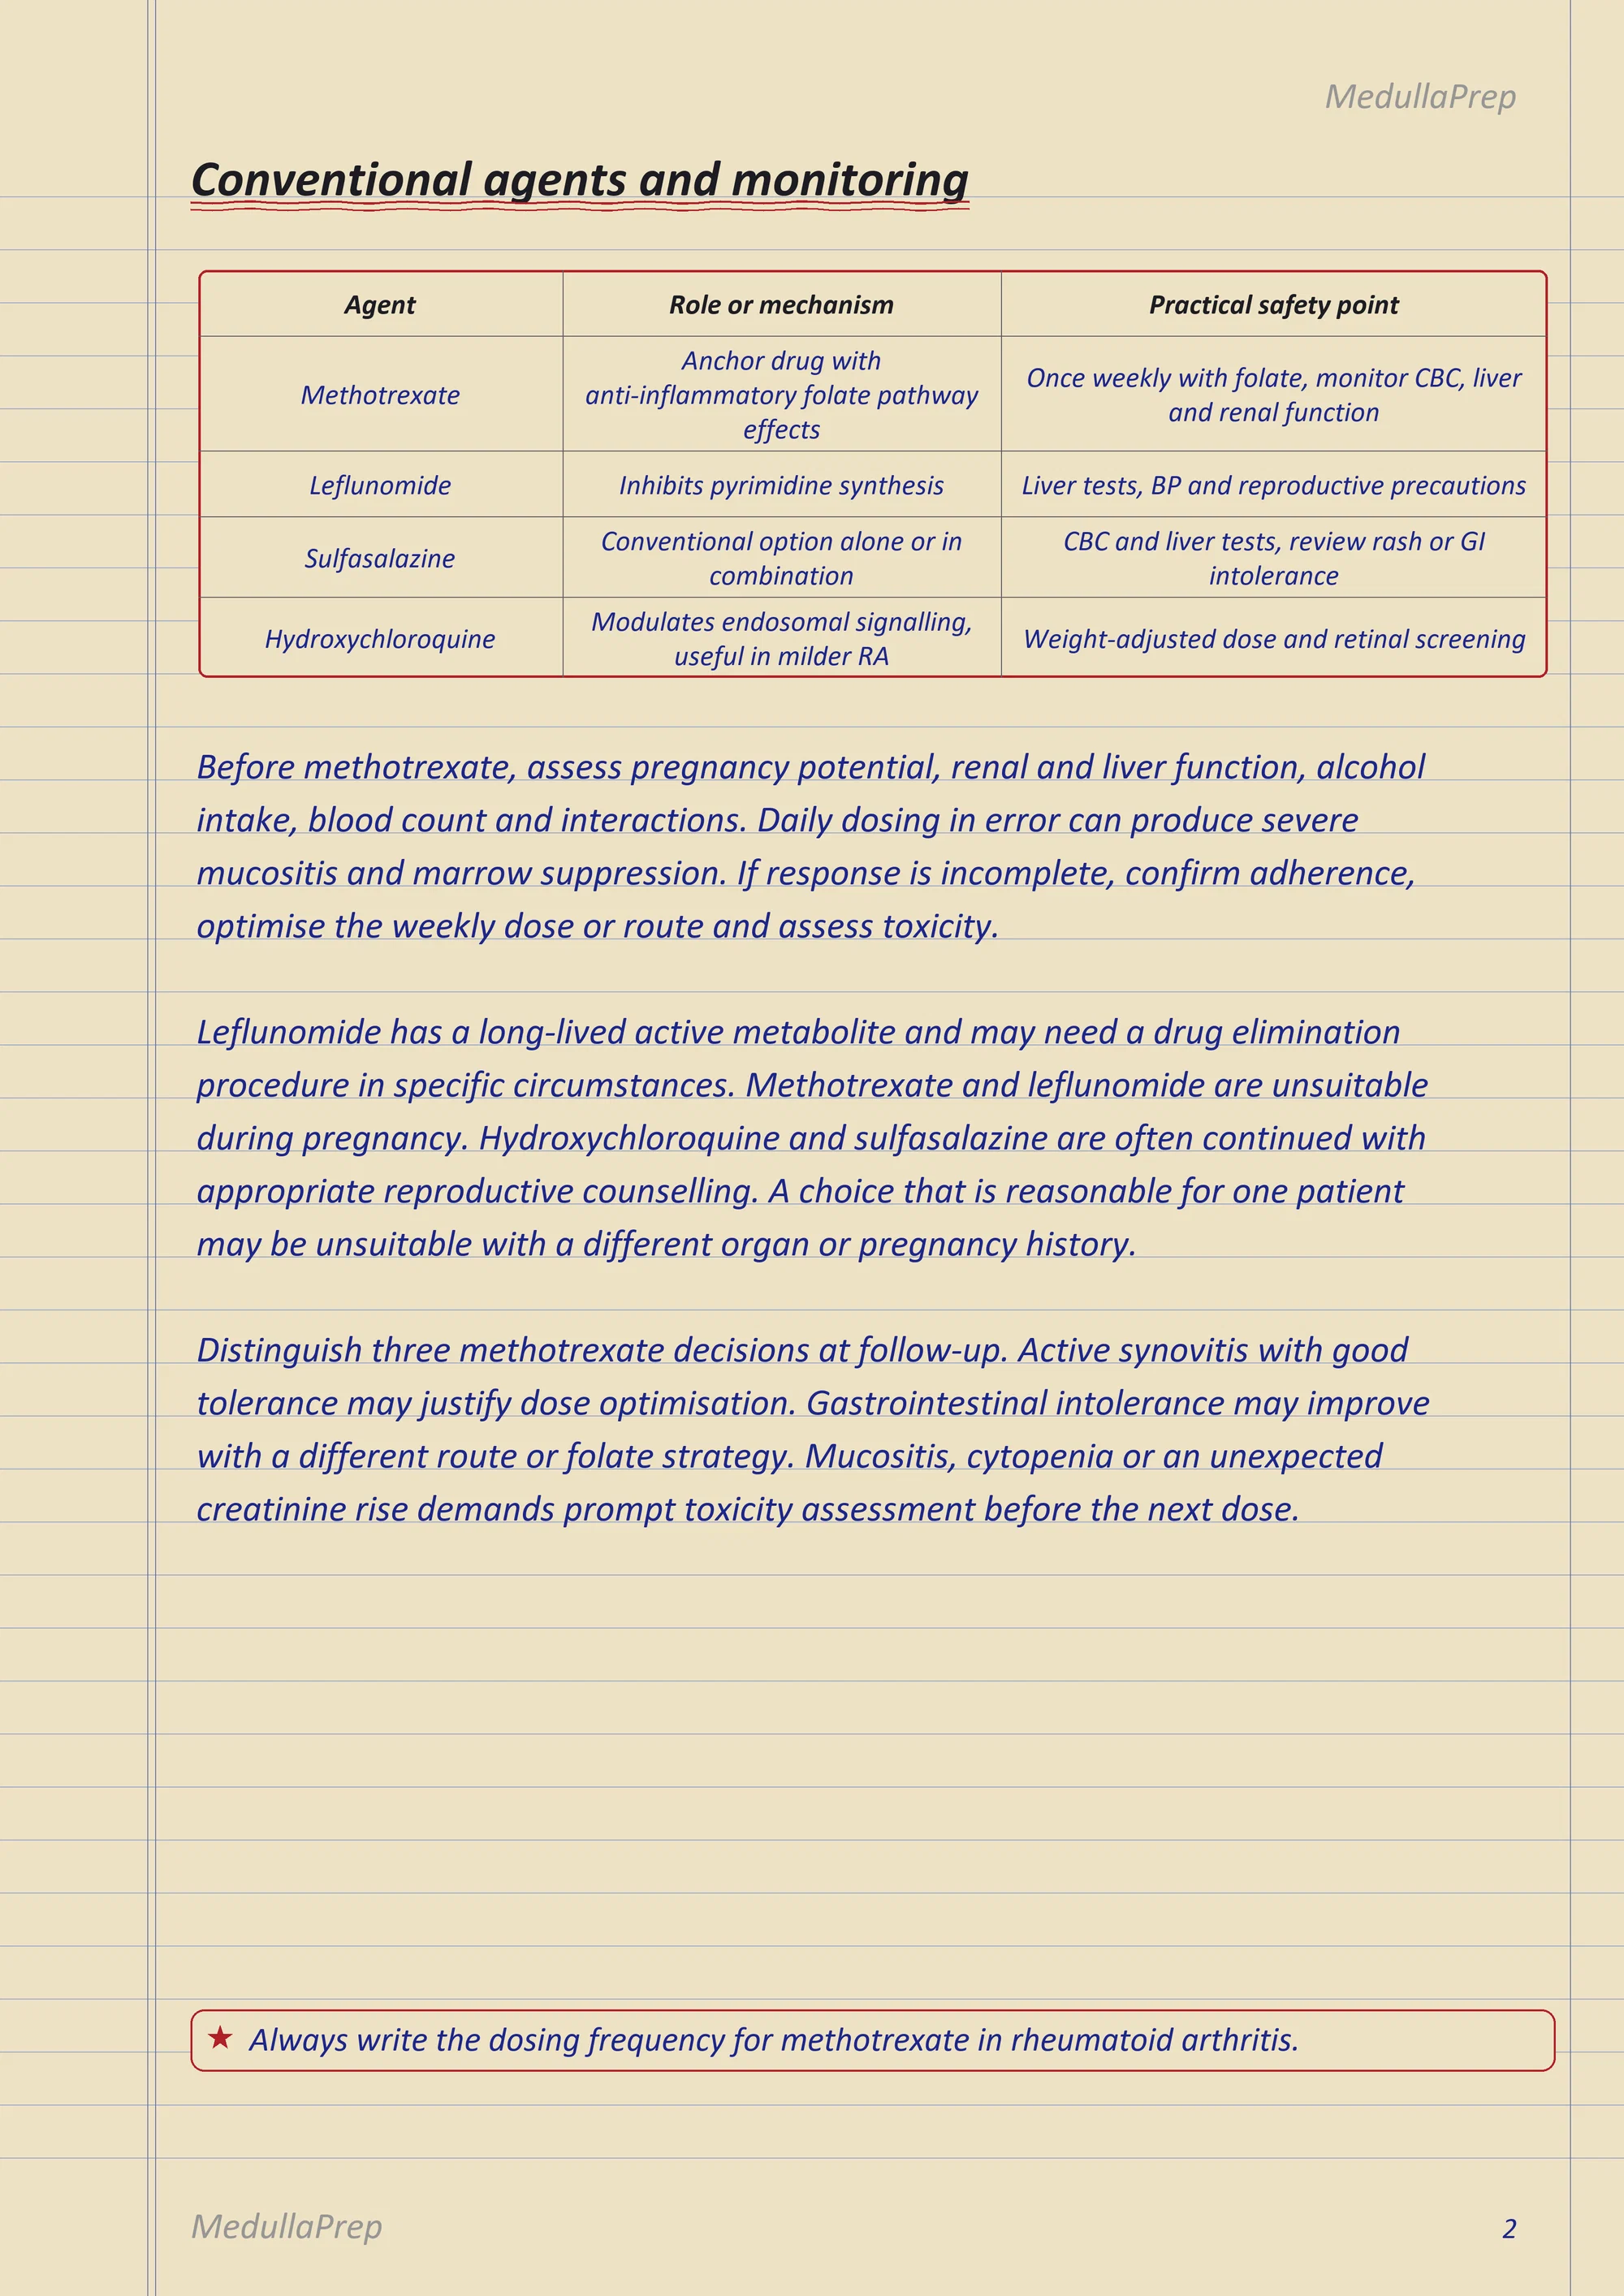 MedullaPrep
Conventional agents and monitoring
Agent
Role or mechanism
Practical safety point
Methotrexate
Anchor drug with
anti-inflammatory folate pathway
effects
Once weekly with folate, monitor CBC, liver
and renal function
Leflunomide
Inhibits pyrimidine synthesis
Liver tests, BP and reproductive precautions
Sulfasalazine
Conventional option alone or in
combination
CBC and liver tests, review rash or GI
intolerance
Hydroxychloroquine
Modulates endosomal signalling,
useful in milder RA
Weight-adjusted dose and retinal screening
Before methotrexate, assess pregnancy potential, renal and liver function, alcohol
intake, blood count and interactions. Daily dosing in error can produce severe
mucositis and marrow suppression. If response is incomplete, confirm adherence,
optimise the weekly dose or route and assess toxicity.
Leflunomide has a long-lived active metabolite and may need a drug elimination
procedure in specific circumstances. Methotrexate and leflunomide are unsuitable
during pregnancy. Hydroxychloroquine and sulfasalazine are often continued with
appropriate reproductive counselling. A choice that is reasonable for one patient
may be unsuitable with a different organ or pregnancy history.
Distinguish three methotrexate decisions at follow-up. Active synovitis with good
tolerance may justify dose optimisation. Gastrointestinal intolerance may improve
with a different route or folate strategy. Mucositis, cytopenia or an unexpected
creatinine rise demands prompt toxicity assessment before the next dose.
★ Always write the dosing frequency for methotrexate in rheumatoid arthritis.
MedullaPrep
2